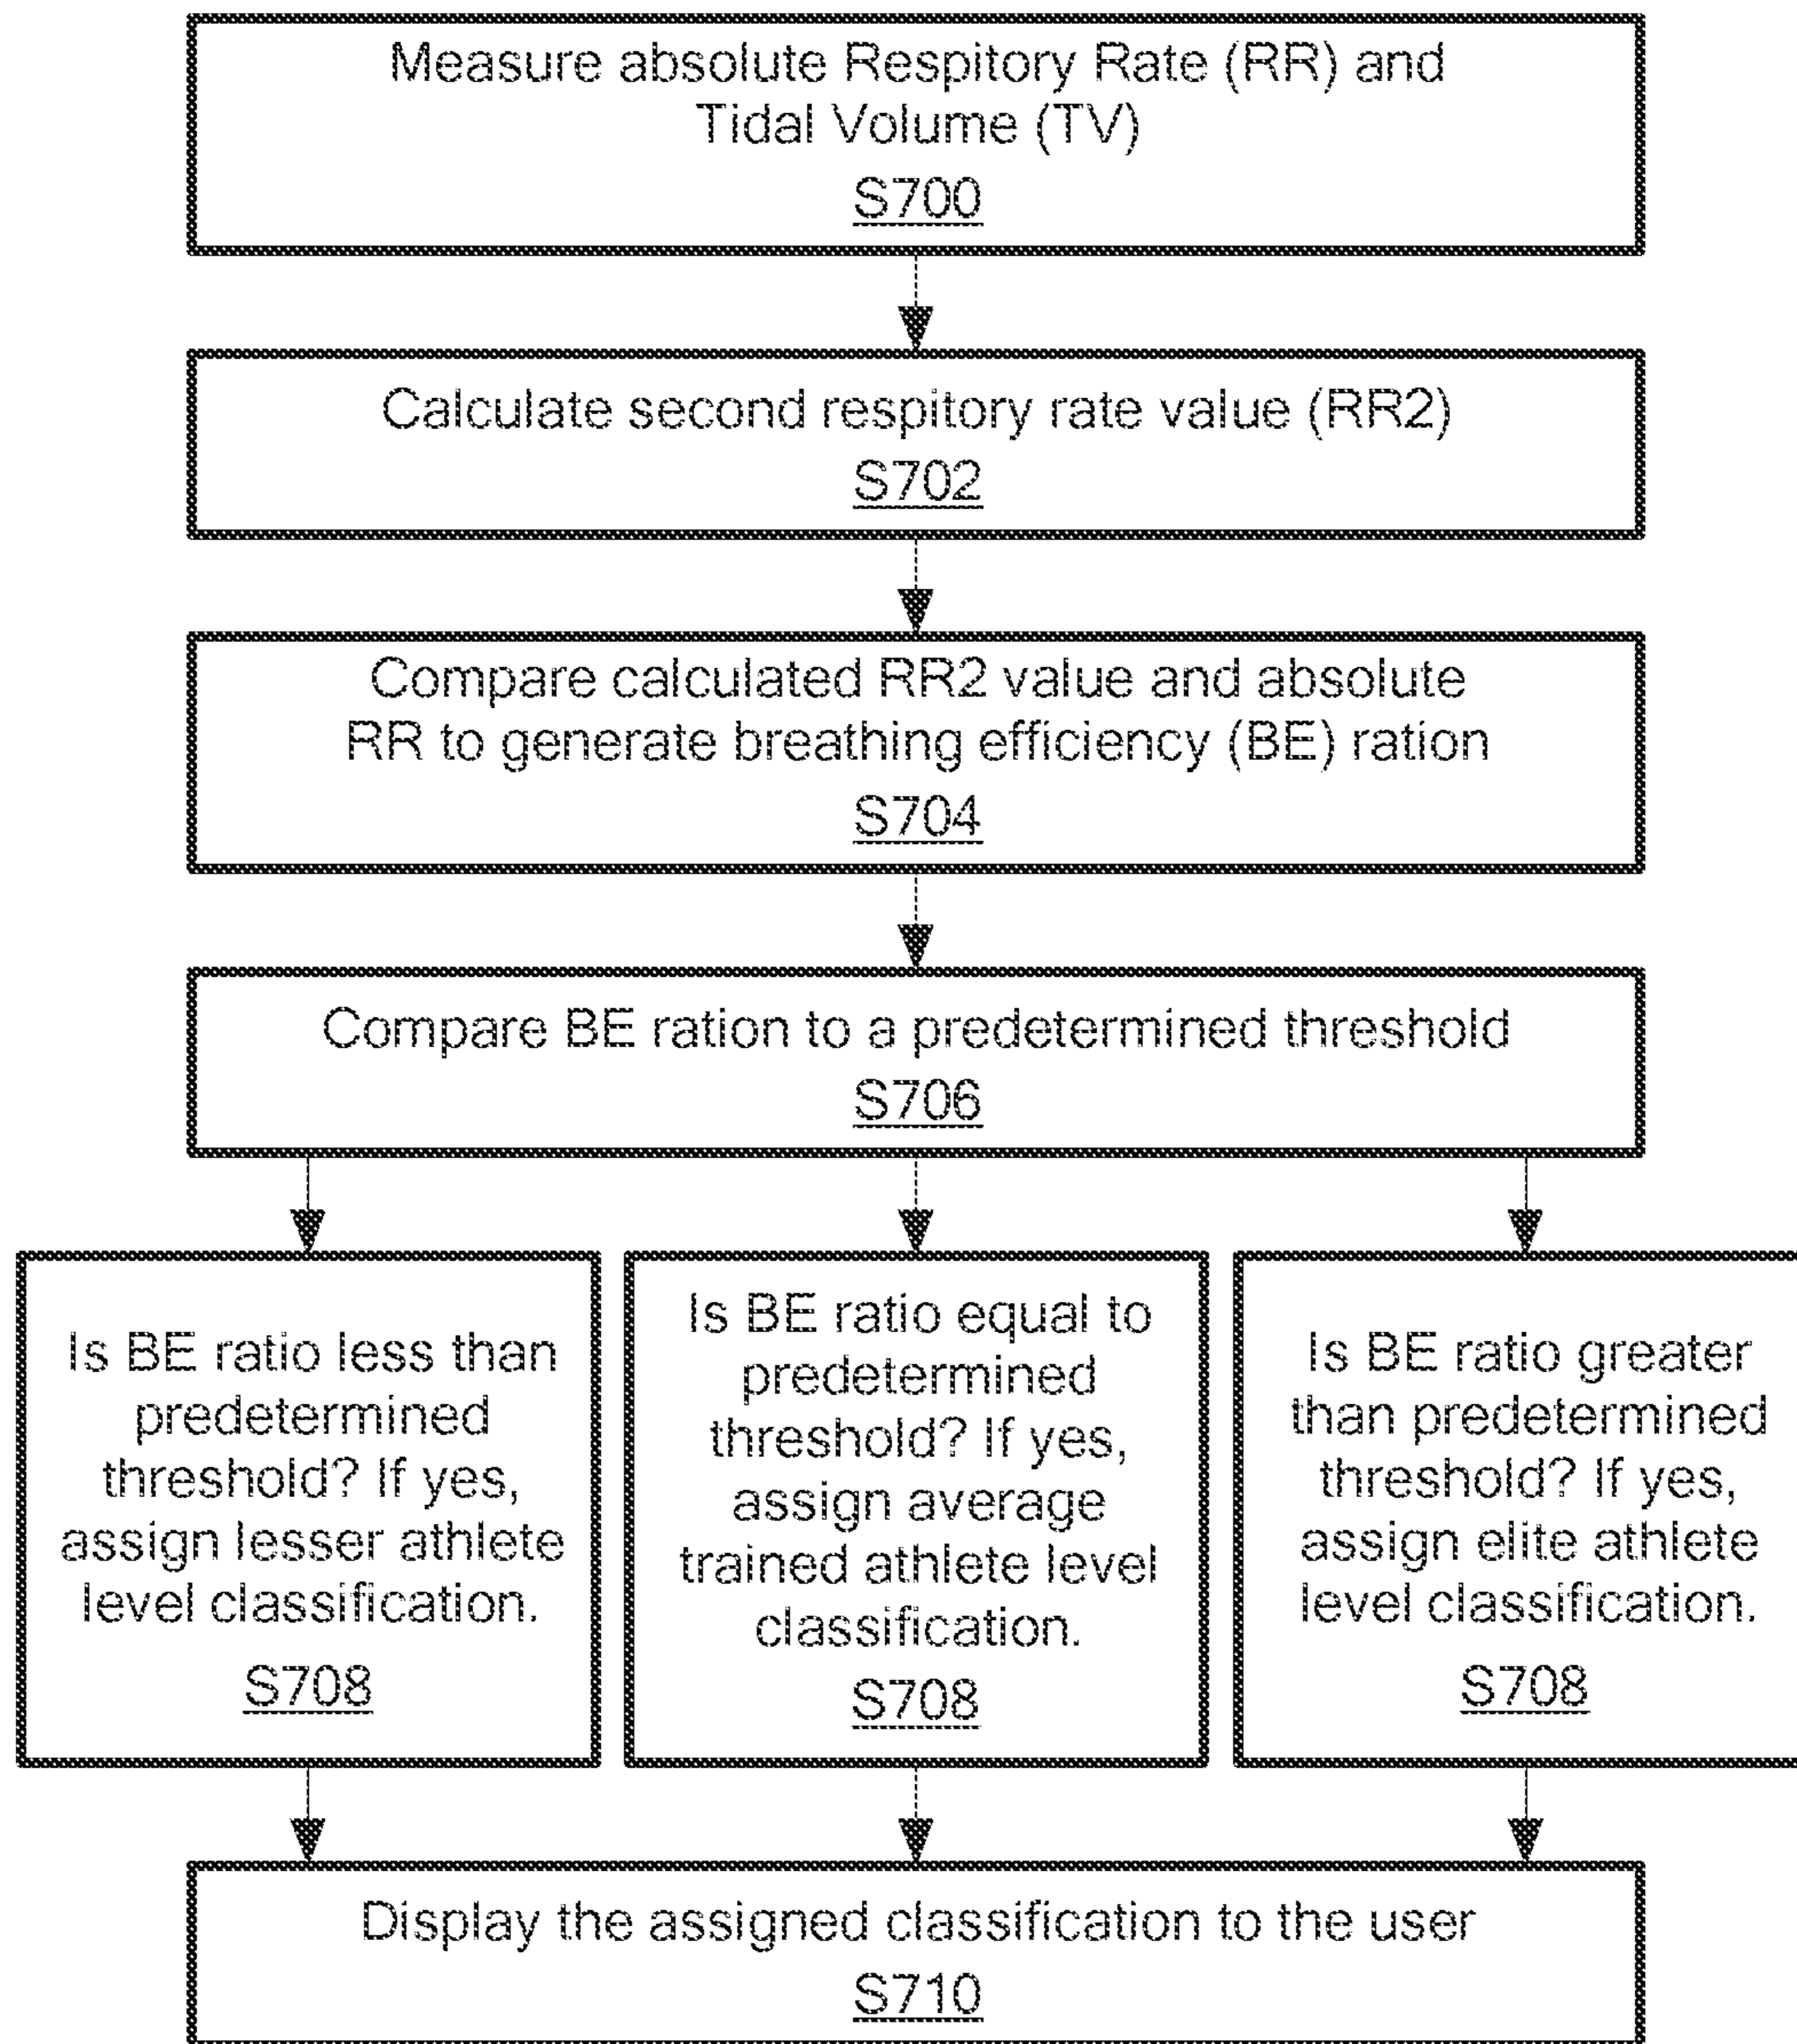 Measure absolute Respitory Rate (RR) and
Tidal Volume (TV)
S700
Calculate second respitory rate value (RR2)
S702
Compare calculated RR2 value and absolute
RR to generate breathing efficiency (BE) ration
S704
Compare BE ration to a predetermined threshold
S706
Is BE ratio less than
predetermined
threshold? If yes,
assign lesser athlete
level classification.
S708
Is BE ratio equal to
predetermined
threshold? If yes,
assign average
trained athlete level
classification.
S708
Is BE ratio greater
than predetermined
threshold? If yes,
assign elite athlete
level classification.
S708
Display the assigned classification to the user
S710